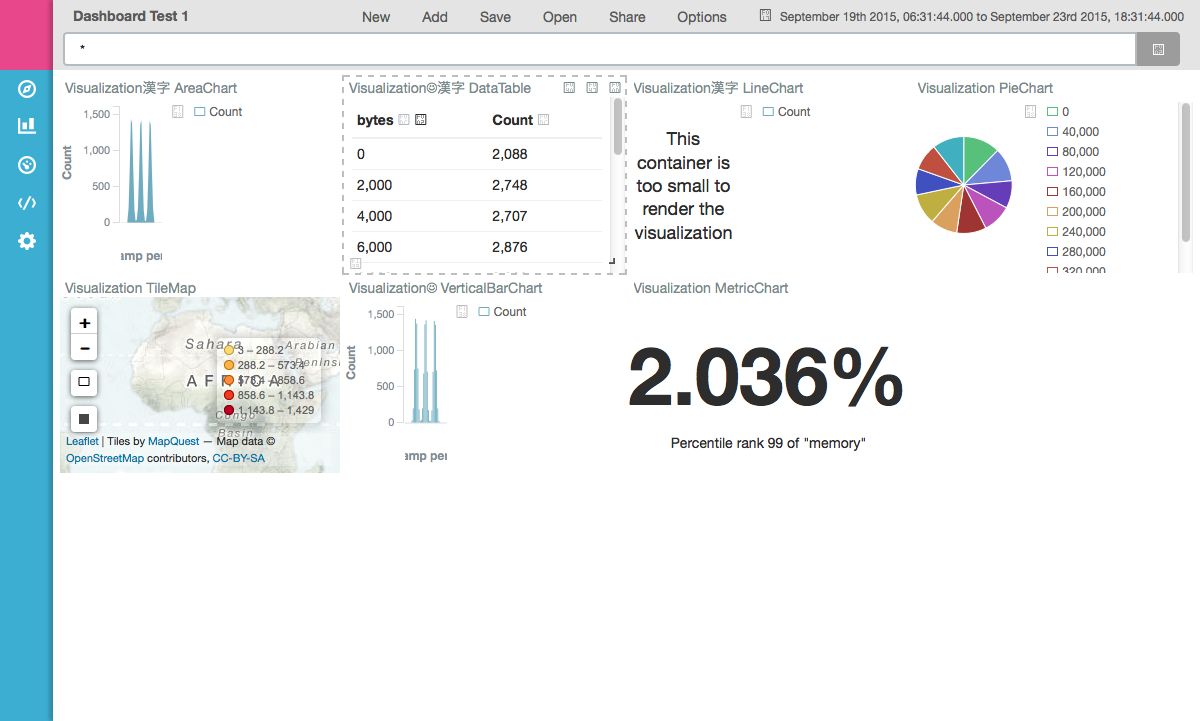 Dashboard Test 1
New Add Save Open Share Options September 19th 2015, 06:31:44.000 to September 23rd 2015, 18:31:44.000
*
Visualization漢字 AreaChart
Count
1,500
1,000
500
0
Count
Visualization© 漢字 DataTable
bytes Count
0 2,088
2,000 2,748
4,000 2,707
6,000 2,876
Visualization漢字 LineChart
Count
This
container is
too small to
render the
visualization
Visualization PieChart
0
40,000
80,000
120,000
160,000
200,000
240,000
280,000
320,000
Visualization TileMap
+
−
Sahara
Arabian
AFRICA
Congo
Basin
3 – 288.2
288.2 – 573.4
573.4 – 858.6
858.6 – 1,143.8
1,143.8 – 1,429
Leaflet | Tiles by MapQuest — Map data ©
OpenStreetMap contributors, CC-BY-SA
Visualization© VerticalBarChart
Count
1,500
1,000
500
0
Count
Visualization MetricChart
2.036%
Percentile rank 99 of "memory"